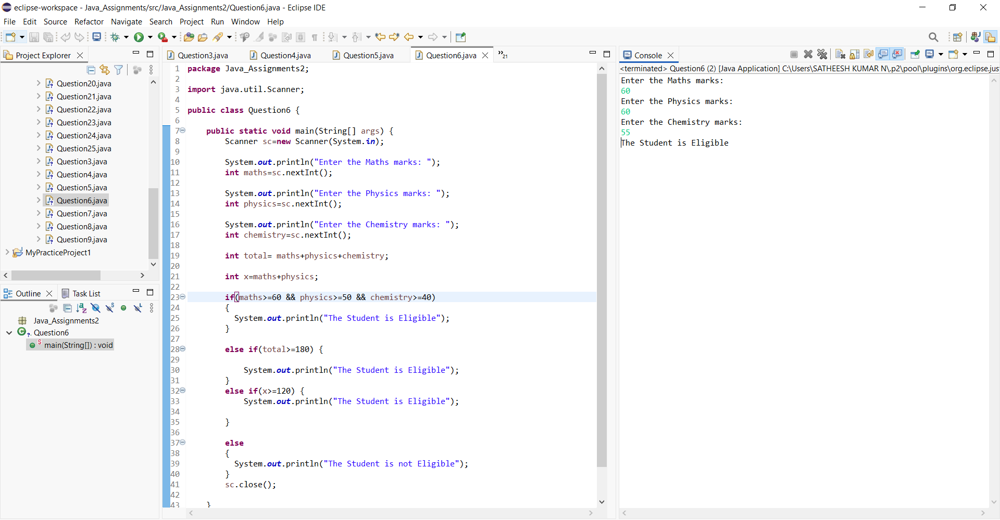 eclipse-workspace - Java_Assignments/src/Java_Assignments2/Question6.java - Eclipse IDE
File Edit Source Refactor Navigate Search Project Run Window Help
Project Explorer
Question20.java
Question21.java
Question22.java
Question23.java
Question24.java
Question25.java
Question3.java
Question4.java
Question5.java
Question6.java
Question7.java
Question8.java
Question9.java
MyPracticeProject1
Outline Task List
Java_Assignments2
Question6
main(String[]) : void
Question3.java Question4.java Question5.java Question6.java »21
1 package Java_Assignments2;
2
3 import java.util.Scanner;
4
5 public class Question6 {
6
7 public static void main(String[] args) {
8 Scanner sc=new Scanner(System.in);
9
10 System.out.println("Enter the Maths marks: ");
11 int maths=sc.nextInt();
12
13 System.out.println("Enter the Physics marks: ");
14 int physics=sc.nextInt();
15
16 System.out.println("Enter the Chemistry marks: ");
17 int chemistry=sc.nextInt();
18
19 int total= maths+physics+chemistry;
20
21 int x=maths+physics;
22
23 if(maths>=60 && physics>=50 && chemistry>=40)
24 {
25 System.out.println("The Student is Eligible");
26 }
27
28 else if(total>=180) {
29
30 System.out.println("The Student is Eligible");
31 }
32 else if(x>=120) {
33 System.out.println("The Student is Eligible");
34
35 }
36
37 else
38 {
39 System.out.println("The Student is not Eligible");
40 }
41 sc.close();
42
43 }
Console
<terminated> Question6 (2) [Java Application] C:\Users\SATHEESH KUMAR N\.p2\pool\plugins\org.eclipse.jus
Enter the Maths marks:
60
Enter the Physics marks:
60
Enter the Chemistry marks:
55
The Student is Eligible